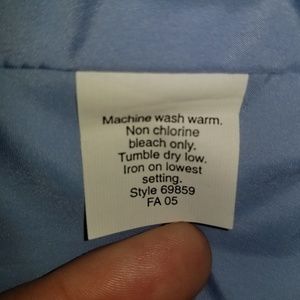 Machine wash warm.
Non chlorine
bleach only.
Tumble dry low.
Iron on lowest
setting.
Style 69859
FA 05